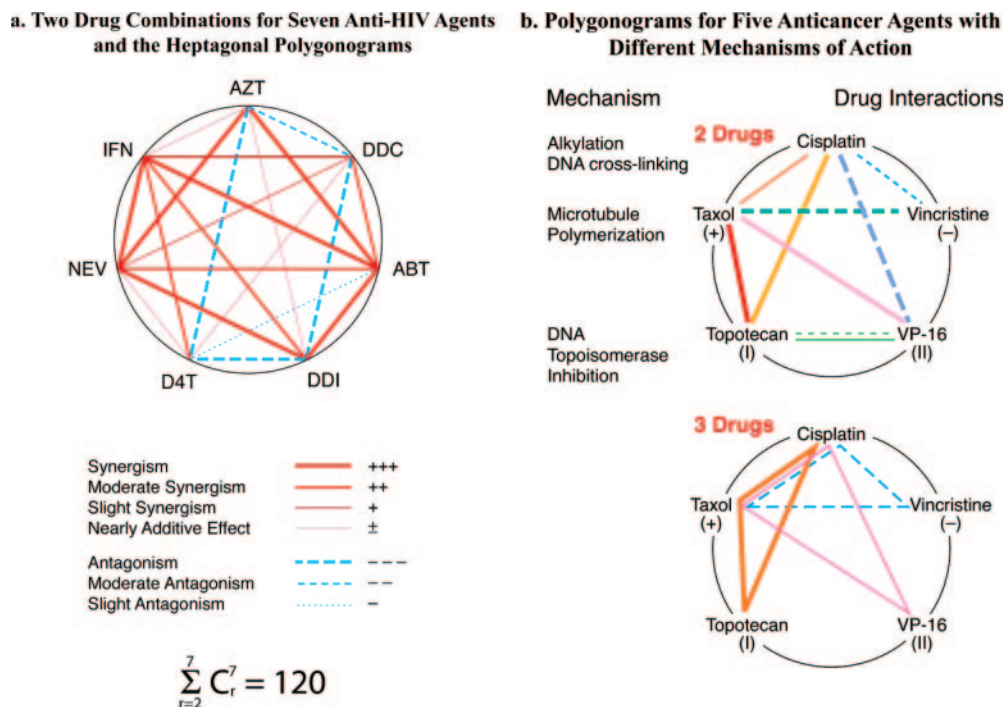 a. Two Drug Combinations for Seven Anti-HIV Agents
and the Heptagonal Polygonograms
AZT
IFN
DDC
NEV
ABT
D4T
DDI
Synergism +++
Moderate Synergism ++
Slight Synergism +
Nearly Additive Effect ±
Antagonism – – –
Moderate Antagonism – –
Slight Antagonism –
7
Σ C⁷ᵣ = 120
r=2
b. Polygonograms for Five Anticancer Agents with
Different Mechanisms of Action
Mechanism Drug Interactions
2 Drugs
Alkylation
DNA cross-linking
Cisplatin
Microtubule
Polymerization
Taxol
(+)
Vincristine
(–)
DNA
Topoisomerase
Inhibition
Topotecan
(I)
VP-16
(II)
3 Drugs
Cisplatin
Taxol
(+)
Vincristine
(–)
Topotecan
(I)
VP-16
(II)